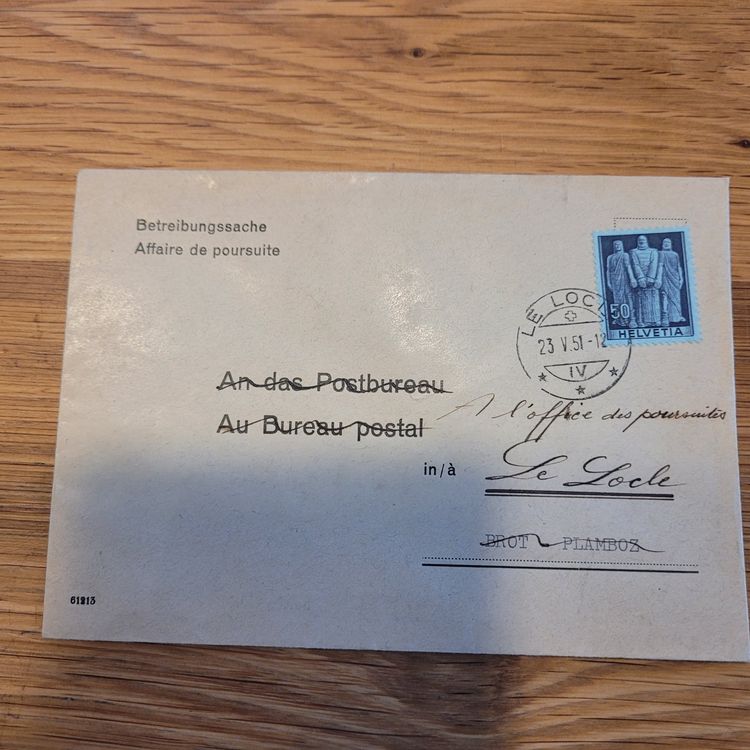 Betreibungssache
Affaire de poursuite
50
HELVETIA
LE LOCLE
23 V.51-12
IV
An das Postbureau
Au Bureau postal
A l'office des poursuites
in/à
Le Locle
BROT - PLAMBOZ
61213